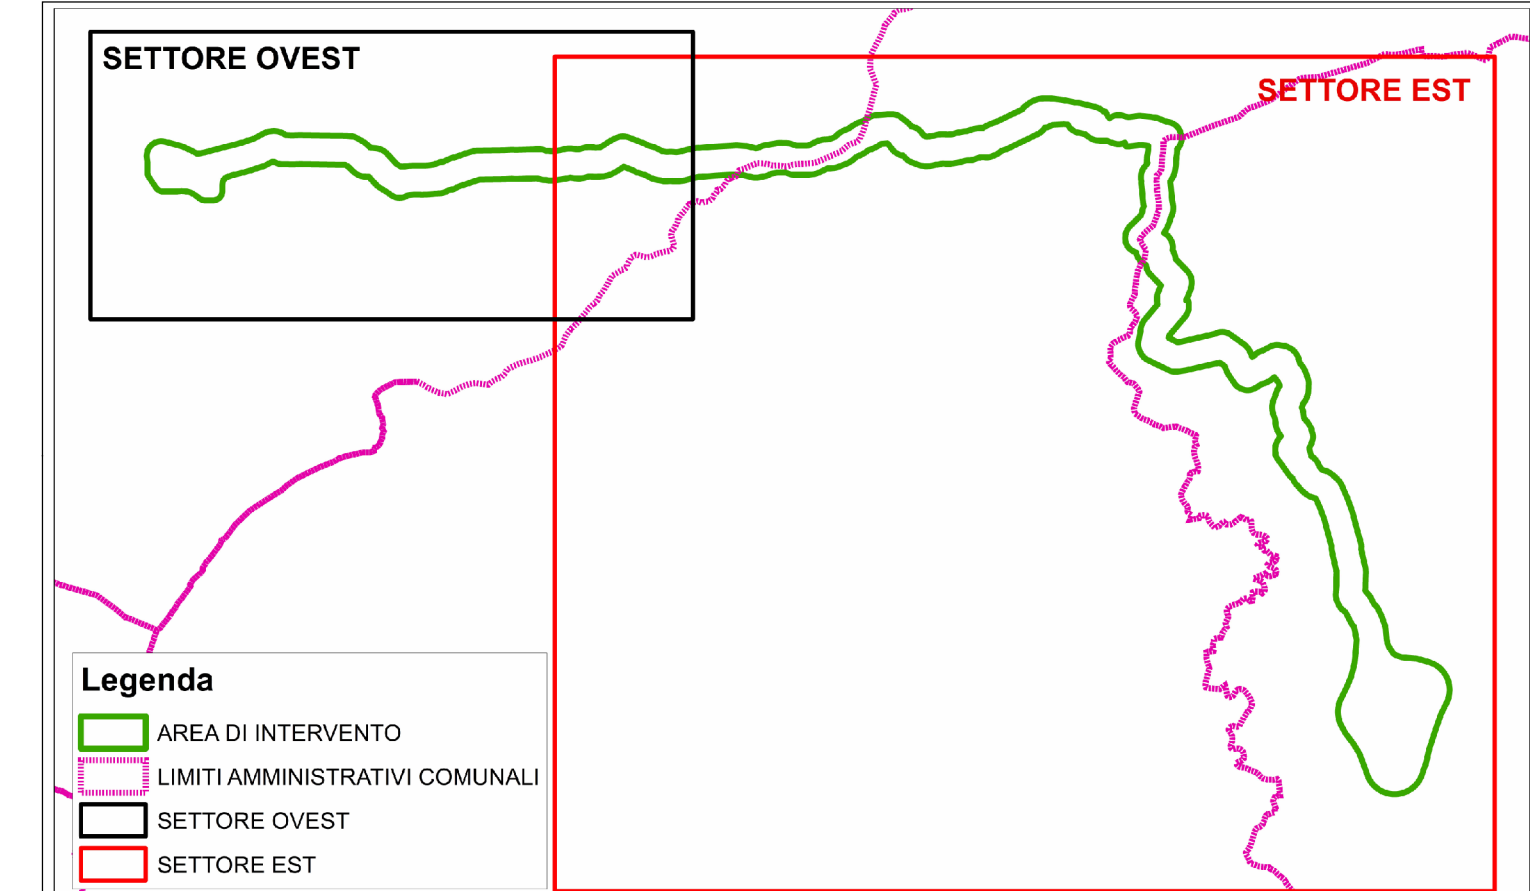 SETTORE OVEST
SETTORE EST
Legenda
AREA DI INTERVENTO
LIMITI AMMINISTRATIVI COMUNALI
SETTORE OVEST
SETTORE EST